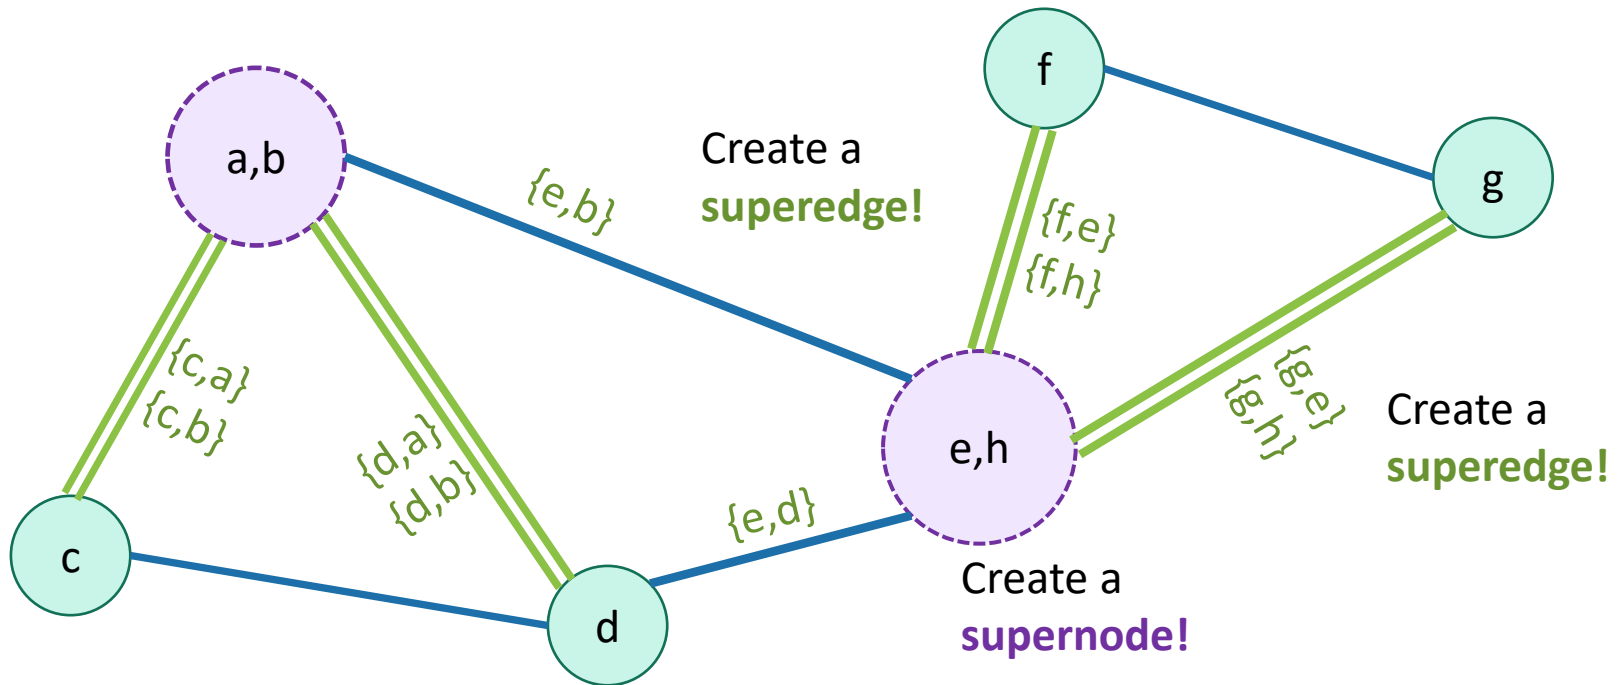 f
Create a
superedge!
a,b
{e,b}
g
{f,e}
{f,h}
{c,a}
{c,b}
{g,e}
{g,h}
Create a
superedge!
{d,a}
{d,b}
e,h
{e,d}
c
Create a
supernode!
d